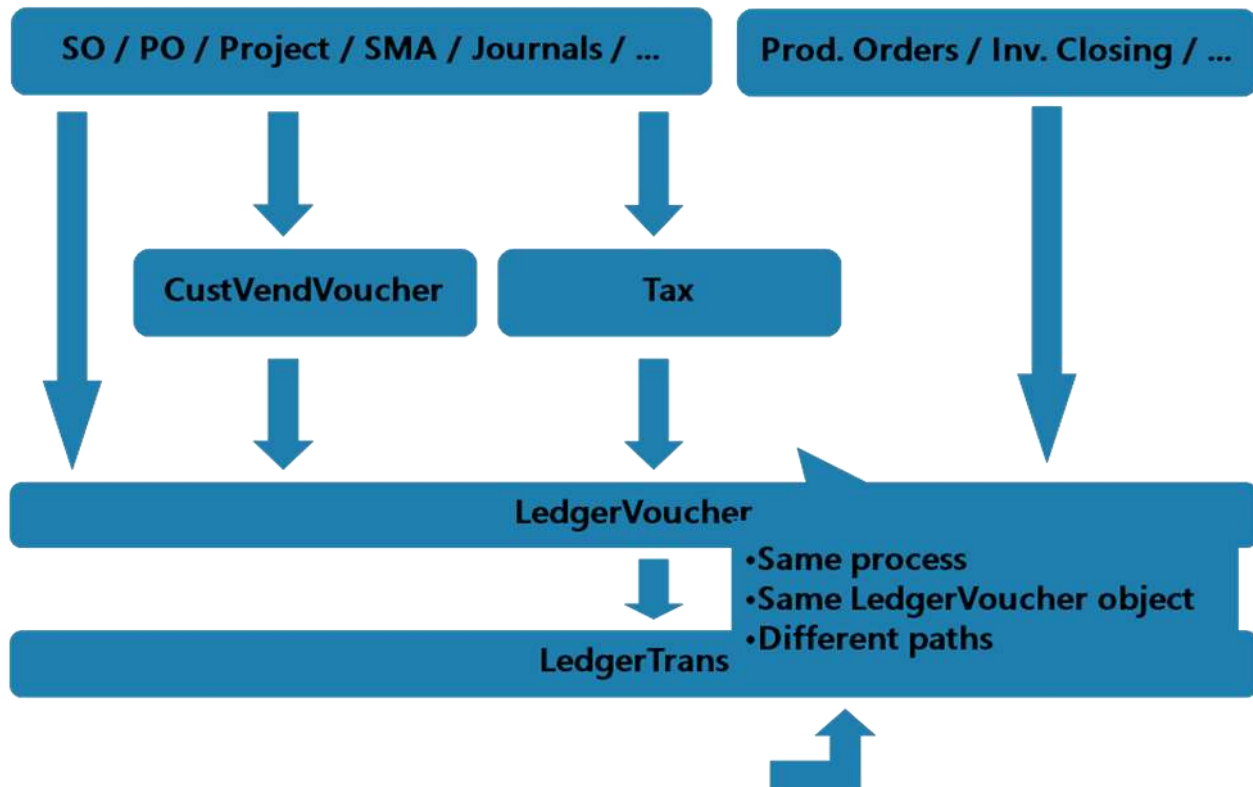 SO / PO / Project / SMA / Journals / ...
Prod. Orders / Inv. Closing / ...
CustVendVoucher
Tax
LedgerVoucher
•Same process
•Same LedgerVoucher object
•Different paths
LedgerTrans